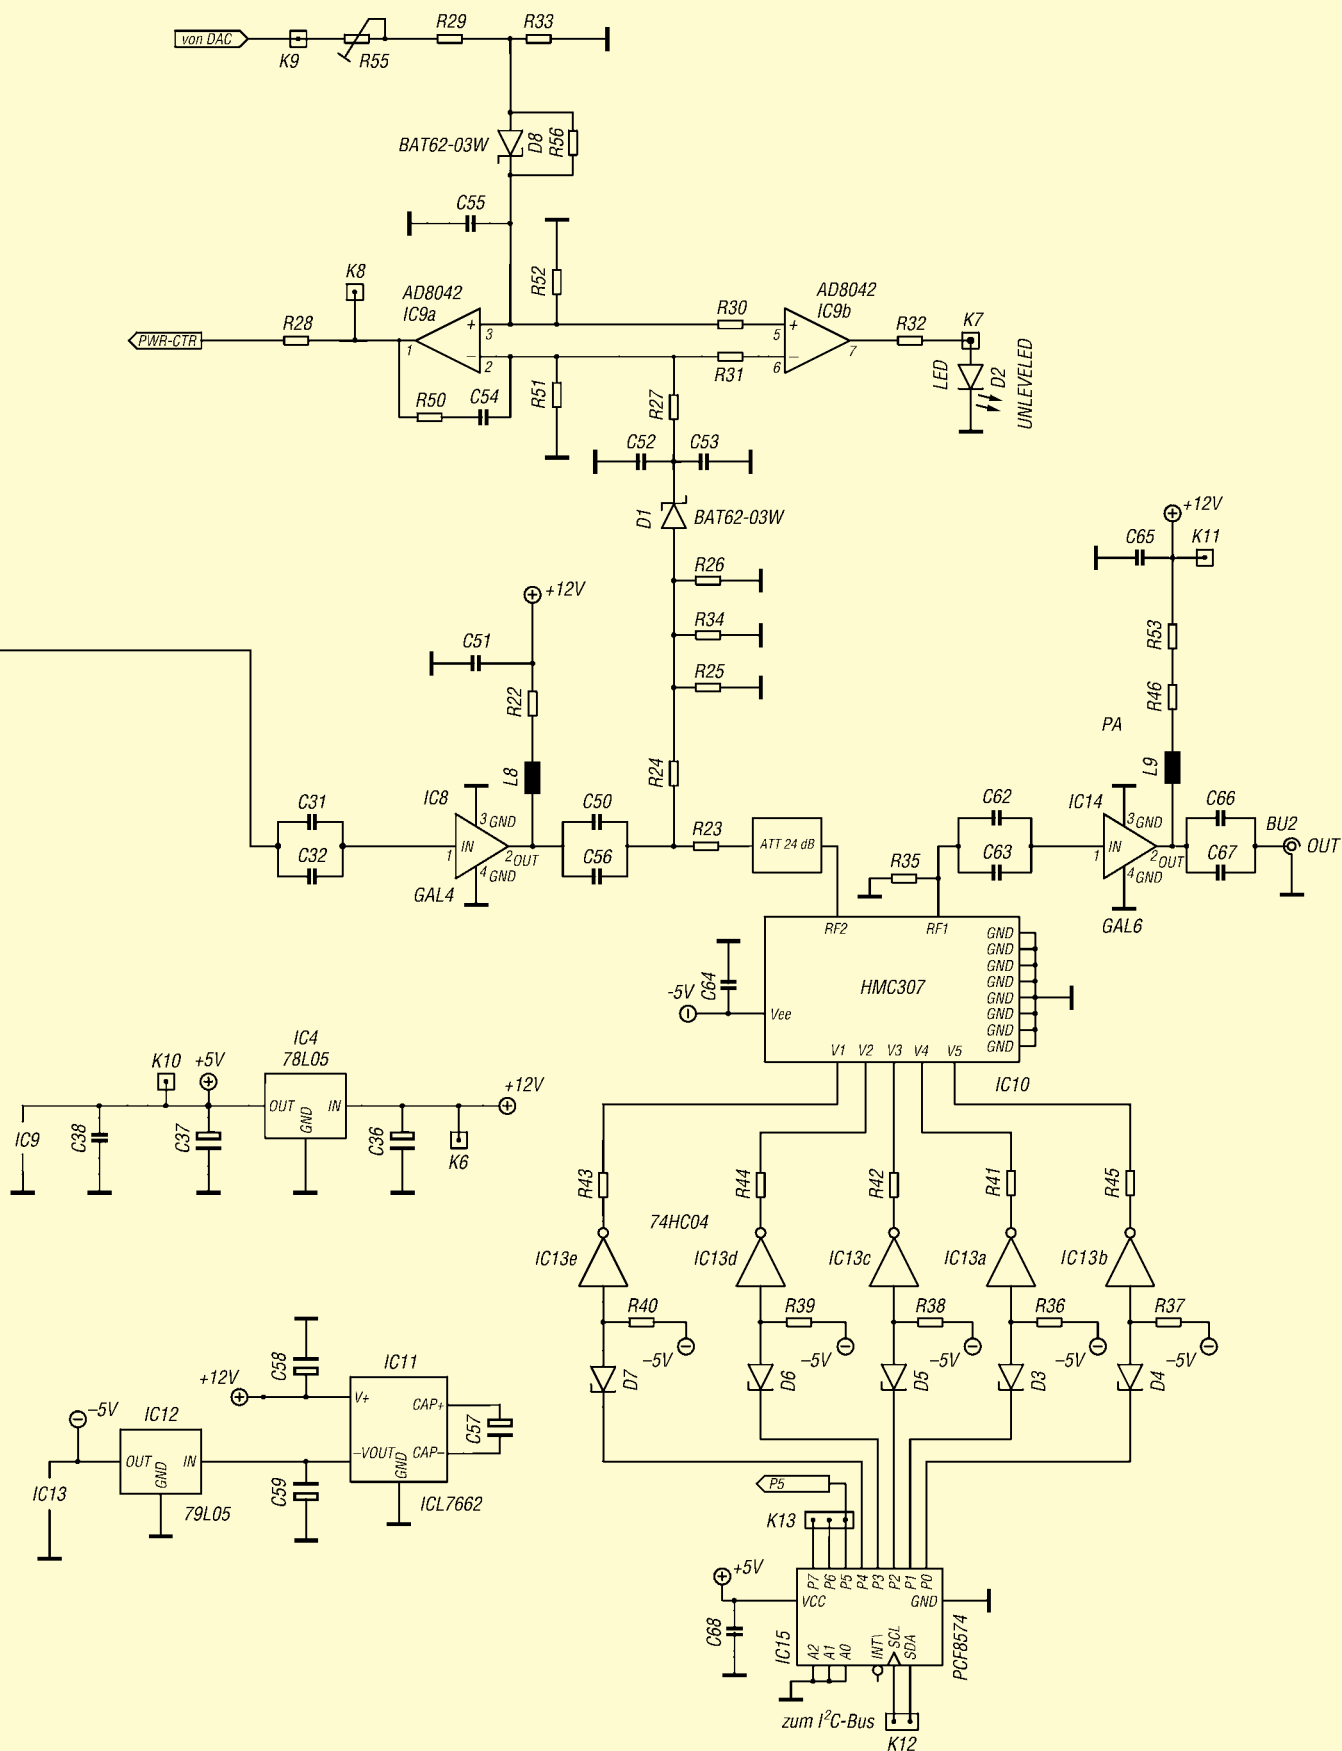 R29
R33
von DAC
K9
R55
BAT62-03W
D8
R56
C55
K8
R52
AD8042
IC9a
AD8042
IC9b
R30
R32
K7
PWR-CTR
R28
+
3
+
5
1
7
−
2
−
6
R31
LED
D2
UNLEVELED
R50
C54
R51
R27
C52
C53
D1
BAT62-03W
+12V
C65
K11
R26
+12V
R34
R53
C51
R25
R22
R46
PA
L8
R24
L9
IC8
C31
C50
C62
IC14
C66
BU2
3 GND
3 GND
IN
1
2 OUT
R23
ATT 24 dB
IN
1
2 OUT
OUT
C32
4 GND
C56
R35
C63
4 GND
C67
GAL4
GAL6
RF2
RF1
GND
GND
GND
GND
GND
GND
GND
GND
HMC307
-5V
C64
Vee
V1
V2
V3
V4
V5
IC10
IC4
78L05
K10
+5V
+12V
OUT
IN
GND
IC9
C38
C37
C36
K6
R43
R44
R42
R41
R45
74HC04
IC13e
IC13d
IC13c
IC13a
IC13b
R40
R39
R38
R36
R37
−5V
−5V
−5V
−5V
−5V
D7
D6
D5
D3
D4
C58
IC11
+12V
V+
CAP+
C57
−5V
IC12
OUT
IN
GND
−VOUT
CAP−
GND
IC13
C59
79L05
ICL7662
P5
K13
+5V
P7
P6
P5
P4
P3
P2
P1
P0
VCC
GND
C68
IC15
A2
A1
A0
INT\
SCL
SDA
PCF8574
zum I²C-Bus
K12